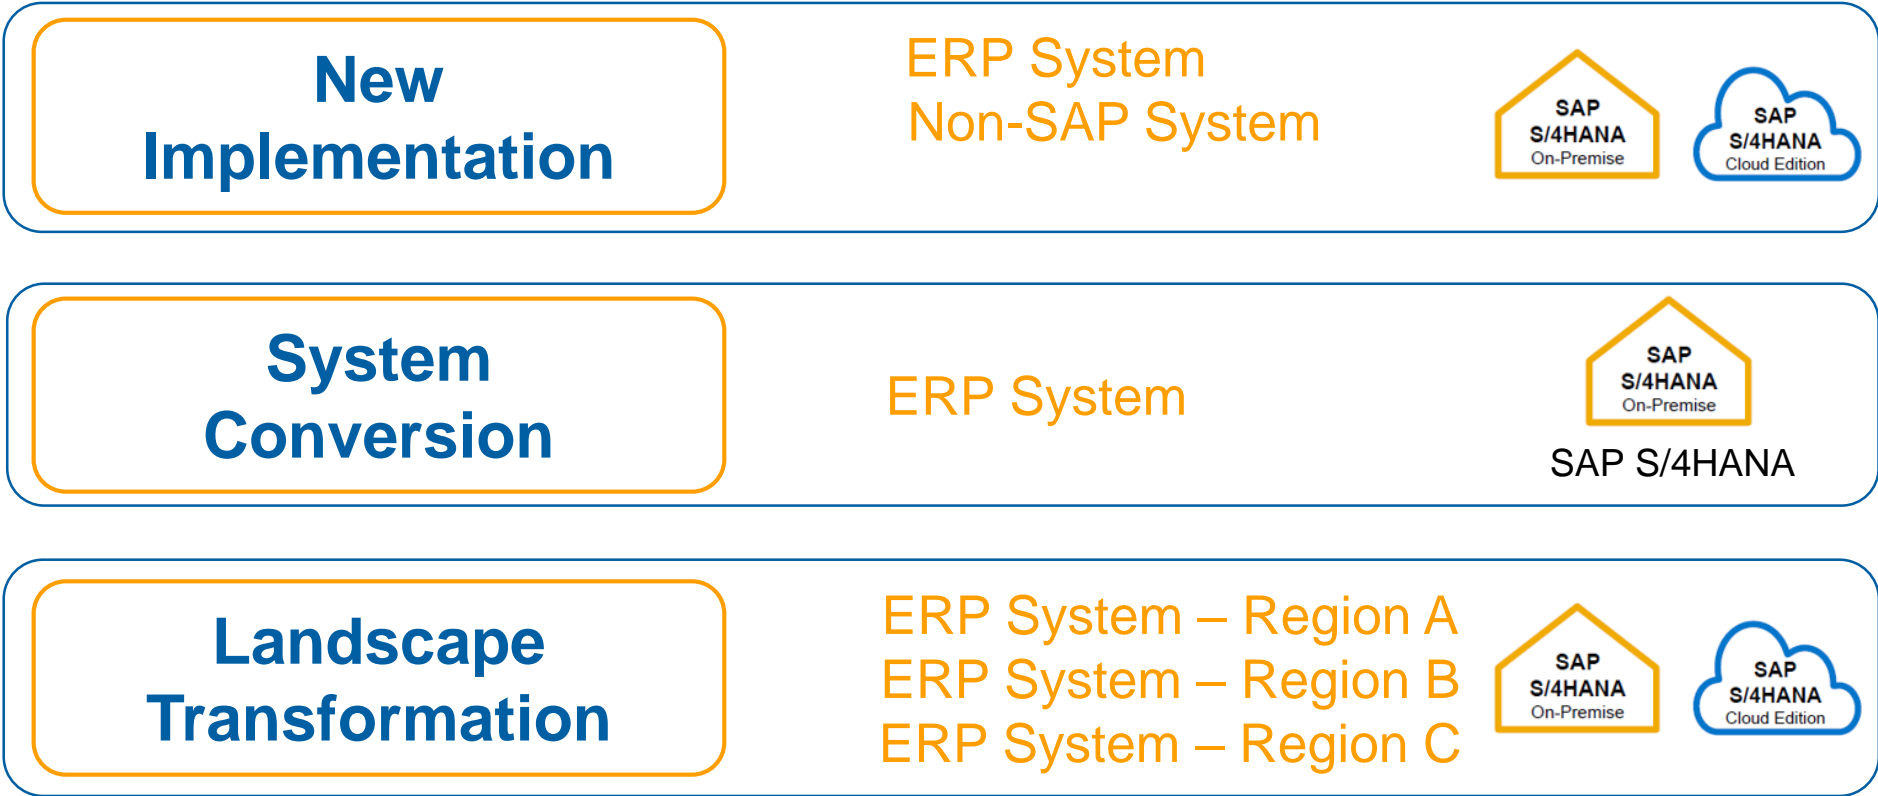 New
Implementation
ERP System
Non-SAP System
SAP
S/4HANA
On-Premise
SAP
S/4HANA
Cloud Edition
System
Conversion
ERP System
SAP
S/4HANA
On-Premise
SAP S/4HANA
Landscape
Transformation
ERP System – Region A
ERP System – Region B
ERP System – Region C
SAP
S/4HANA
On-Premise
SAP
S/4HANA
Cloud Edition